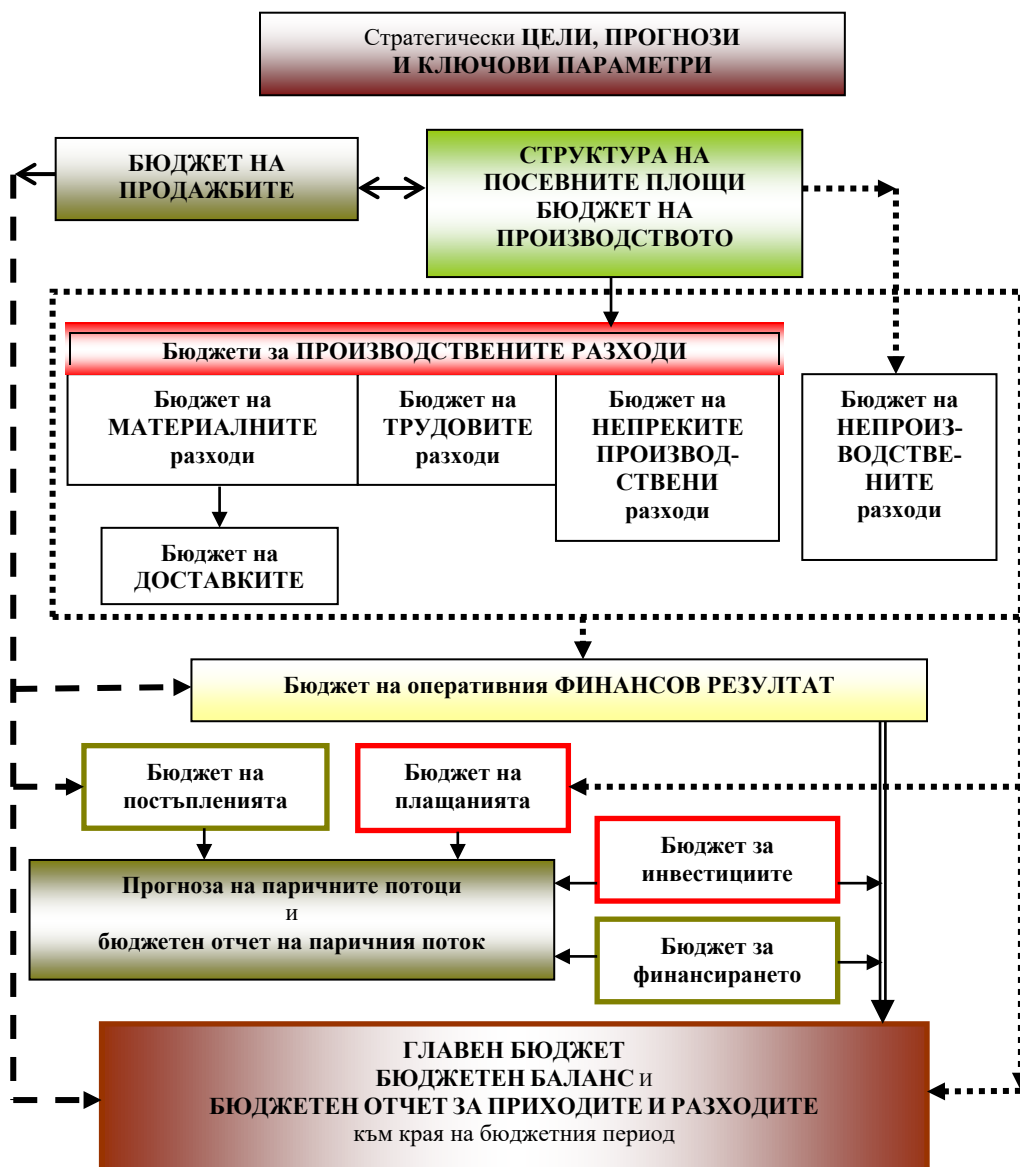 Стратегически ЦЕЛИ, ПРОГНОЗИ
И КЛЮЧОВИ ПАРАМЕТРИ
БЮДЖЕТ НА
ПРОДАЖБИТЕ
СТРУКТУРА НА
ПОСЕВНИТЕ ПЛОЩИ
БЮДЖЕТ НА
ПРОИЗВОДСТВОТО
Бюджети за ПРОИЗВОДСТВЕНИТЕ РАЗХОДИ
Бюджет на
МАТЕРИАЛНИТЕ
разходи
Бюджет на
ТРУДОВИТЕ
разходи
Бюджет на
НЕПРЕКИТЕ
ПРОИЗВОД-
СТВЕНИ
разходи
Бюджет на
НЕПРОИЗ-
ВОДСТВЕ-
НИТЕ
разходи
Бюджет на
ДОСТАВКИТЕ
Бюджет на оперативния ФИНАНСОВ РЕЗУЛТАТ
Бюджет на
постъпленията
Бюджет на
плащанията
Бюджет за
инвестициите
Прогноза на паричните потоци
и
бюджетен отчет на паричния поток
Бюджет за
финансирането
ГЛАВЕН БЮДЖЕТ
БЮДЖЕТЕН БАЛАНС и
БЮДЖЕТЕН ОТЧЕТ ЗА ПРИХОДИТЕ И РАЗХОДИТЕ
към края на бюджетния период